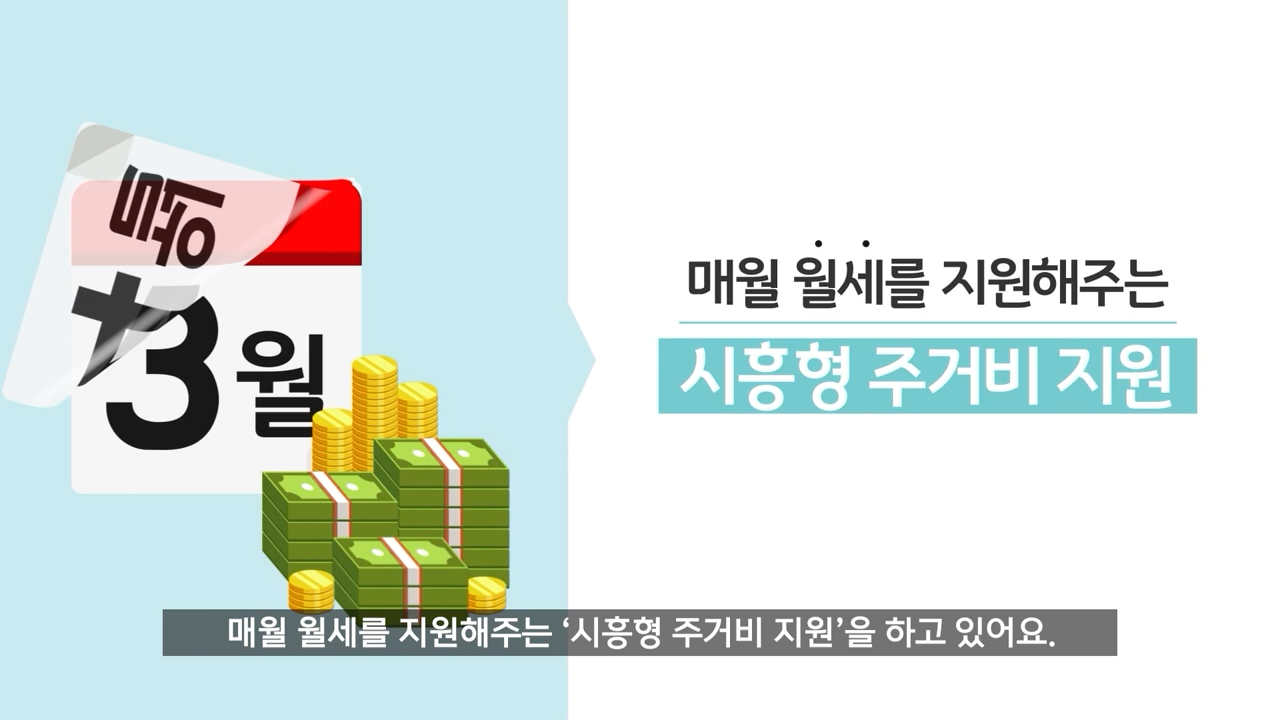 3월
매월 월세를 지원해주는
시흥형 주거비 지원
매월 월세를 지원해주는 ‘시흥형 주거비 지원’을 하고 있어요.